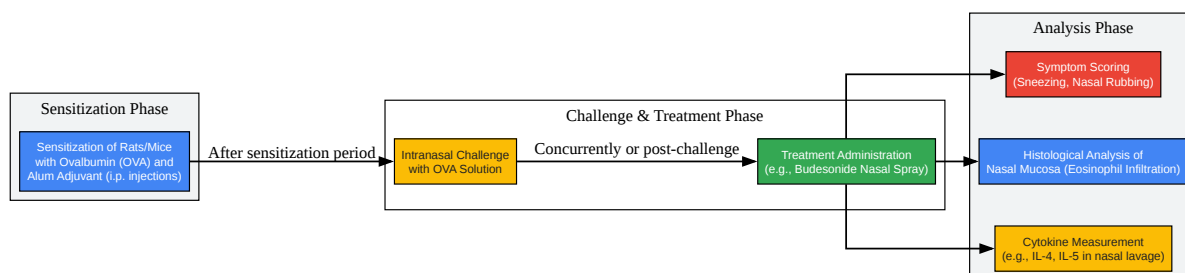 Sensitization Phase
Sensitization of Rats/Mice
with Ovalbumin (OVA) and
Alum Adjuvant (i.p. injections)
After sensitization period
Challenge & Treatment Phase
Intranasal Challenge
with OVA Solution
Concurrently or post-challenge
Treatment Administration
(e.g., Budesonide Nasal Spray)
Analysis Phase
Symptom Scoring
(Sneezing, Nasal Rubbing)
Histological Analysis of
Nasal Mucosa (Eosinophil Infiltration)
Cytokine Measurement
(e.g., IL-4, IL-5 in nasal lavage)